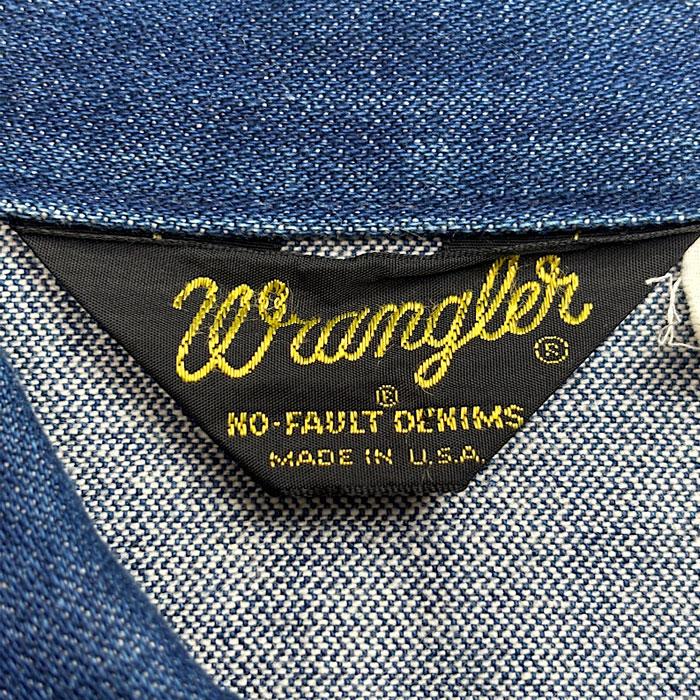 Wrangler®
®
NO-FAULT DENIMS
MADE IN U.S.A.